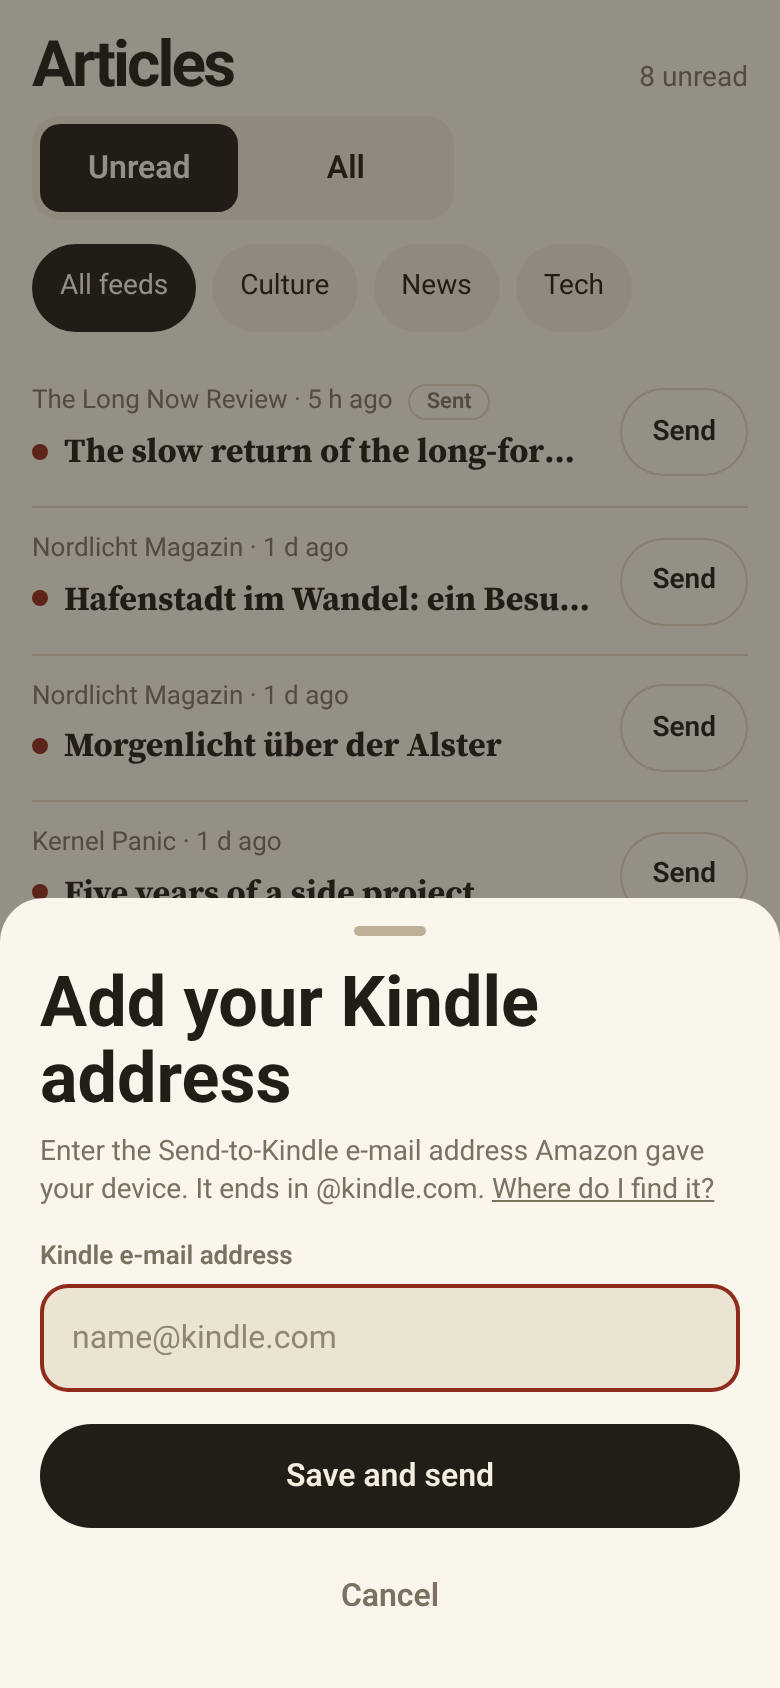 Articles
8 unread
Unread
All
All feeds
Culture
News
Tech
The Long Now Review · 5 h ago
Sent
The slow return of the long-for...
Send
Nordlicht Magazin · 1 d ago
Hafenstadt im Wandel: ein Besu...
Send
Nordlicht Magazin · 1 d ago
Morgenlicht über der Alster
Send
Kernel Panic · 1 d ago
Five years of a side project
Send
Add your Kindle
address
Enter the Send-to-Kindle e-mail address Amazon gave
your device. It ends in @kindle.com. Where do I find it?
Kindle e-mail address
name@kindle.com
Save and send
Cancel